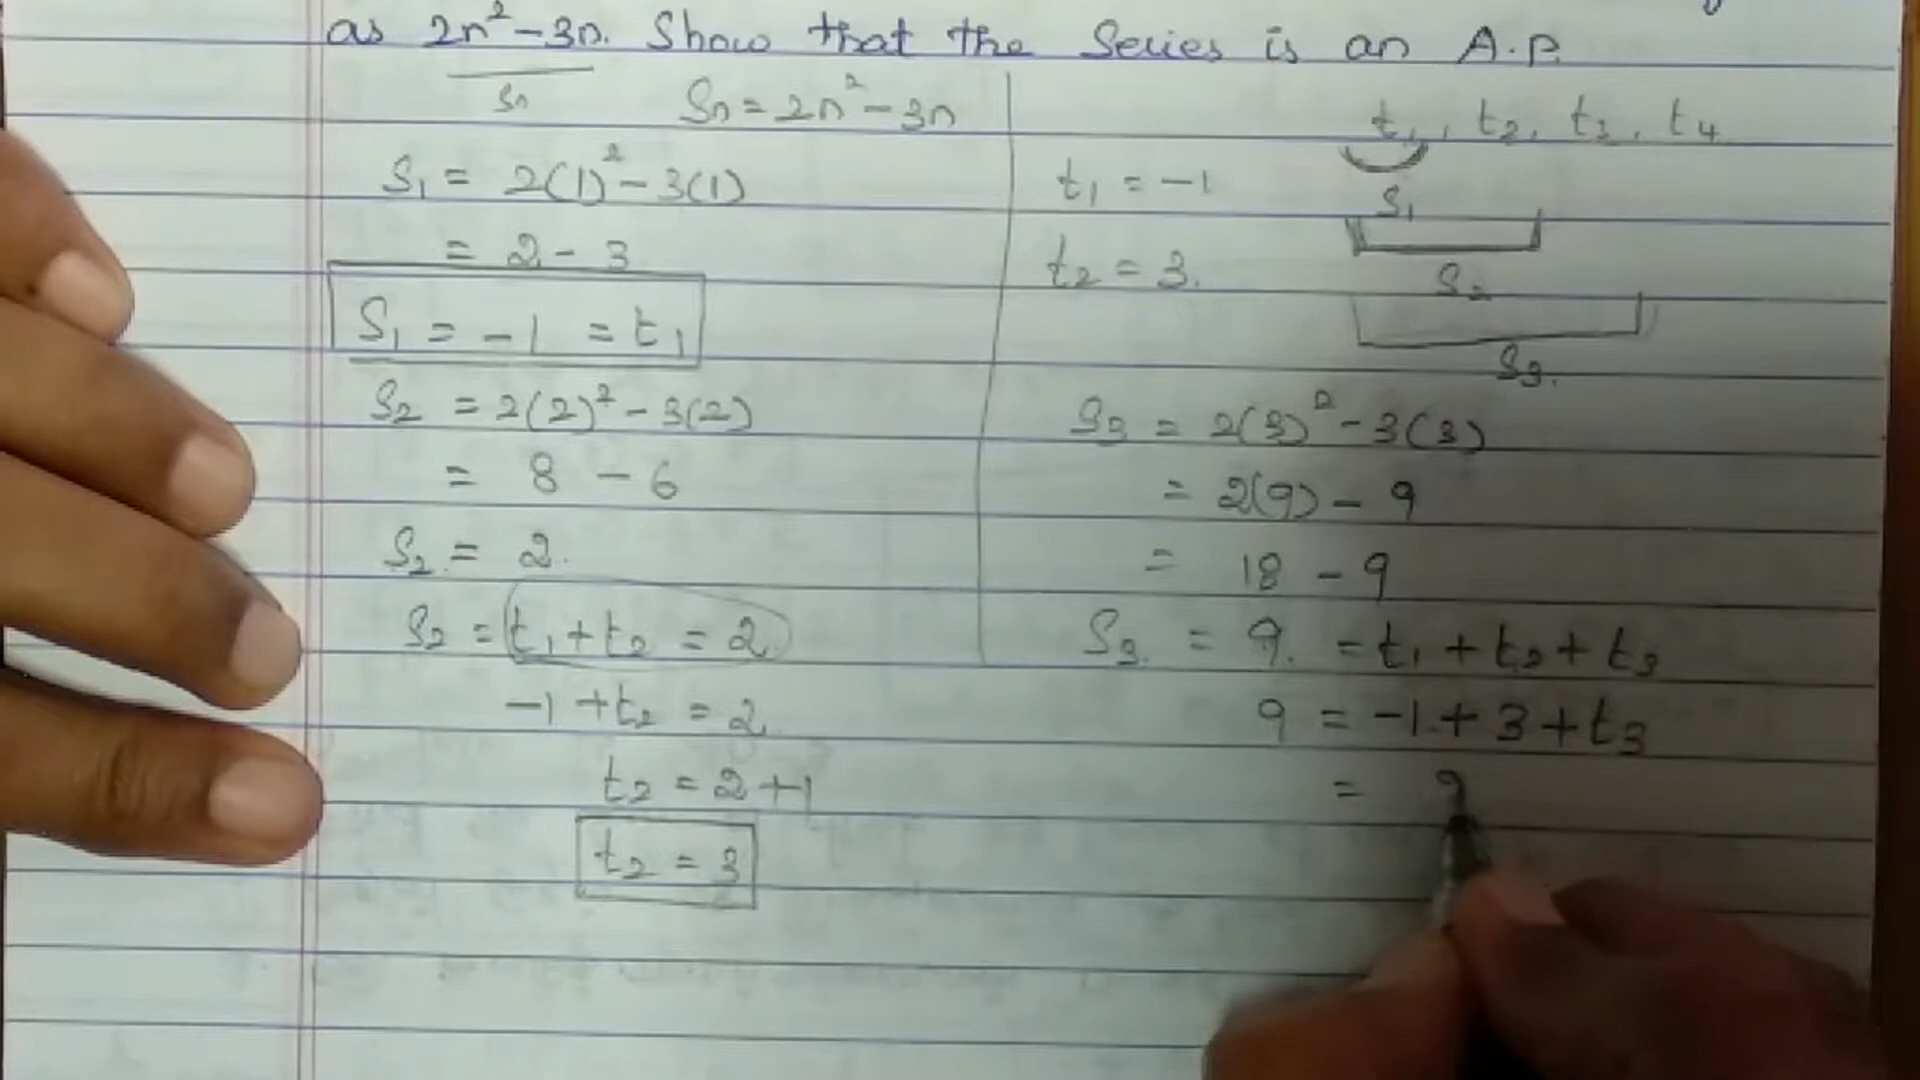 as 2n² - 3n. Show that the Series is an A.P.
Sn
Sn = 2n² - 3n
S₁ = 2(1)² - 3(1)
= 2 - 3
S₁ = -1 = t₁
S₂ = 2(2)² - 3(2)
= 8 - 6
S₂ = 2.
S₂ = t₁ + t₂ = 2
-1 + t₂ = 2
t₂ = 2 + 1
t₂ = 3
t₁, t₂, t₃, t₄
t₁ = -1
S₁
t₂ = 3.
S₂
S₃.
S₃ = 2(3)² - 3(3)
= 2(9) - 9
= 18 - 9
S₃ = 9. = t₁ + t₂ + t₃
9 = -1 + 3 + t₃
=